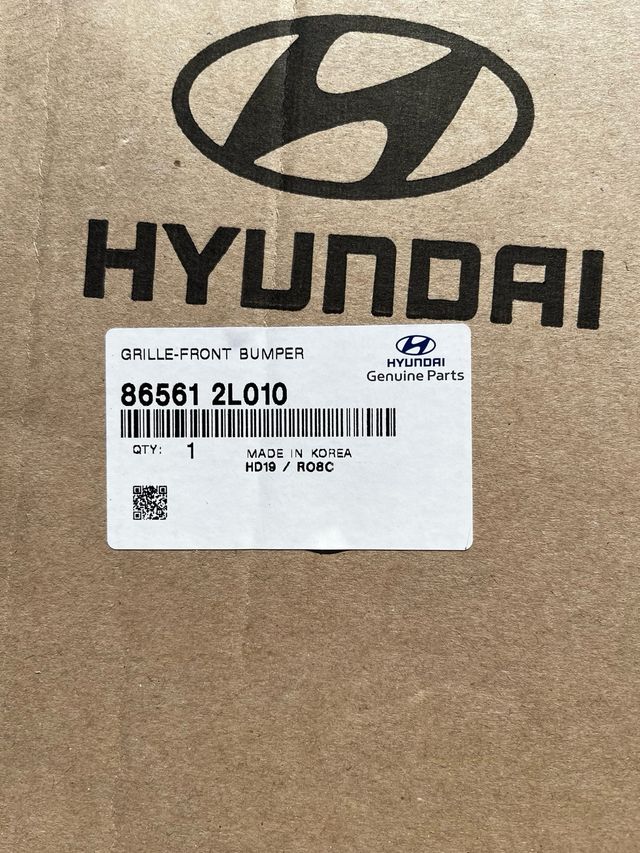 HYUNDAI
GRILLE-FRONT BUMPER
HYUNDAI
Genuine Parts
86561 2L010
QTY: 1
MADE IN KOREA
HD19 / RO8C